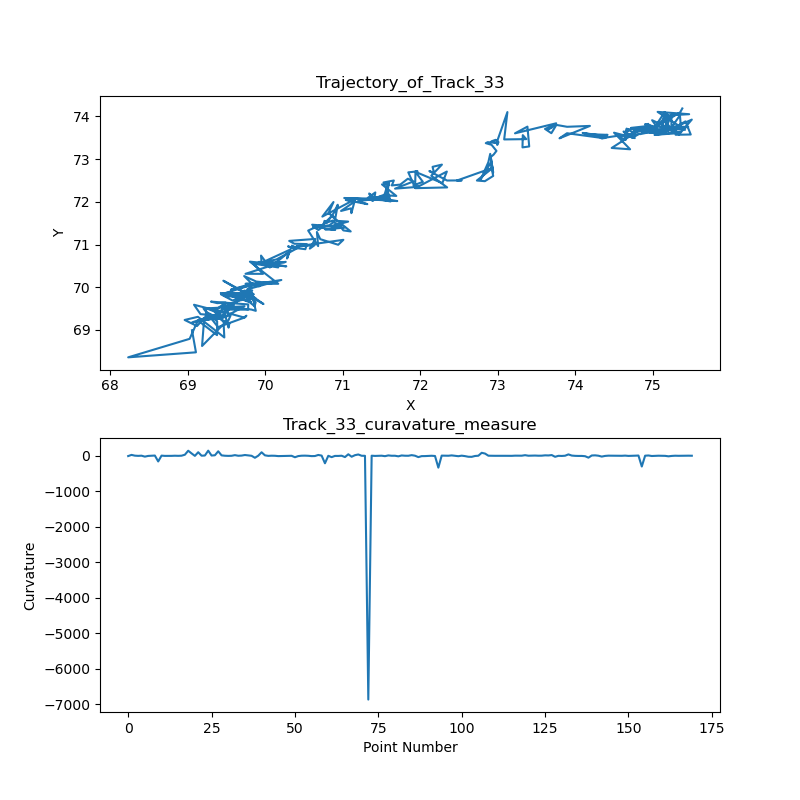 Trajectory_of_Track_33
74
73
72
71
70
69
Y
68 69 70 71 72 73 74 75
X
Track_33_curavature_measure
0
−1000
−2000
−3000
−4000
−5000
−6000
−7000
Curvature
0 25 50 75 100 125 150 175
Point Number